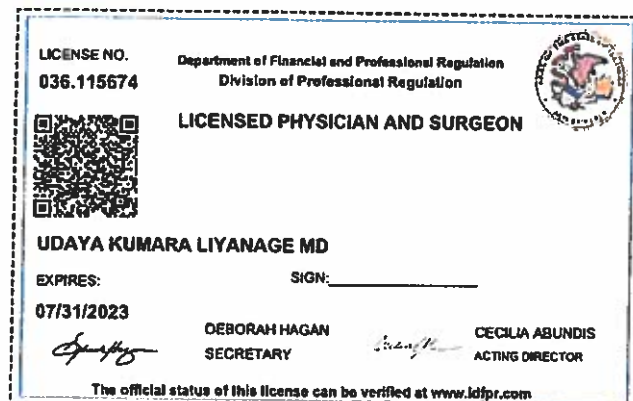 LICENSE NO.
036.115674
Department of Financial and Professional Regulation
Division of Professional Regulation
LICENSED PHYSICIAN AND SURGEON
UDAYA KUMARA LIYANAGE MD
EXPIRES:
SIGN:
07/31/2023
DEBORAH HAGAN
SECRETARY
CECILIA ABUNDIS
ACTING DIRECTOR
The official status of this license can be verified at www.idfpr.com